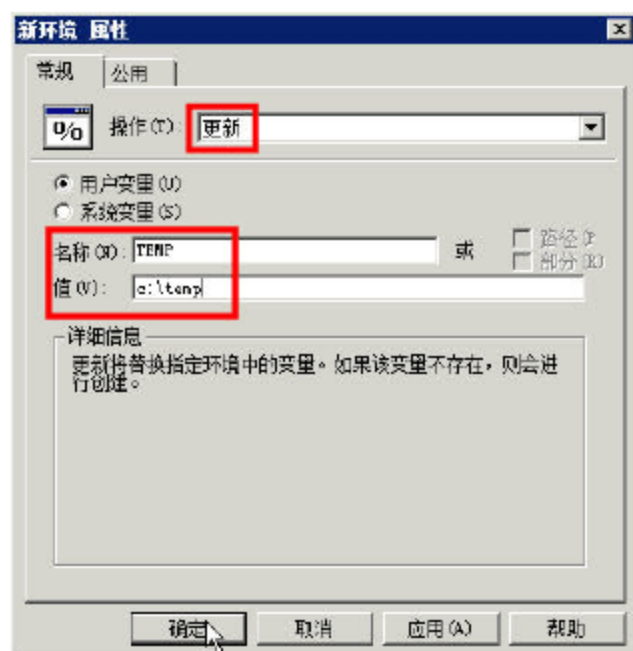 新环境 属性
常规
公用
操作(T):
更新
用户变量(U)
系统变量(S)
名称(N):
TEMP
或
路径(P
部分(R)
值(V):
c:\temp
详细信息
更新将替换指定环境中的变量。如果该变量不存在，则会进
行创建。
确定
取消
应用(A)
帮助